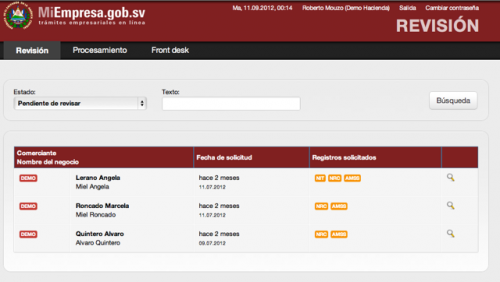 MiEmpresa.gob.sv
trámites empresariales en línea
Ma, 11.09.2012, 00:14 Roberto Mouzo (Demo Hacienda) Salida Cambiar contraseña
REVISIÓN
Revisión Procesamiento Front desk
Estado: Texto:
Pendiente de revisar Búsqueda
Comerciante
Nombre del negocio Fecha de solicitud Registros solicitados
DEMO Lerano Angela hace 2 meses NIT NRC AMSS
Miel Angela 11.07.2012
DEMO Roncado Marcela hace 2 meses NRC AMSS
Miel Roncado 11.07.2012
DEMO Quintero Alvaro hace 2 meses NRC AMSS
Alvaro Quintero 09.07.2012